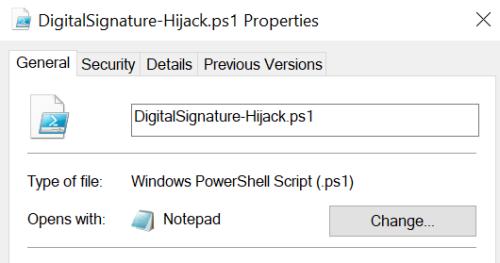 DigitalSignature-Hijack.ps1 Properties
General Security Details Previous Versions
DigitalSignature-Hijack.ps1
Type of file: Windows PowerShell Script (.ps1)
Opens with: Notepad Change...